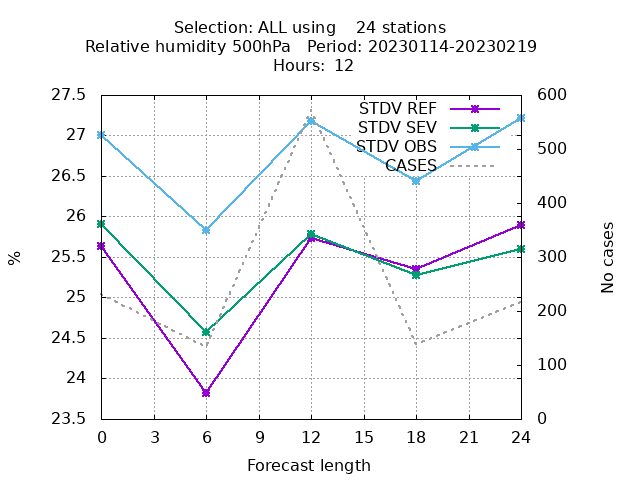 Selection: ALL using    24 stations
Relative humidity 500hPa   Period: 20230114-20230219
Hours: 12
STDV REF
STDV SEV
STDV OBS
CASES
27.5
27
26.5
26
25.5
25
24.5
24
23.5
%
600
500
400
300
200
100
0
No cases
0 3 6 9 12 15 18 21 24
Forecast length